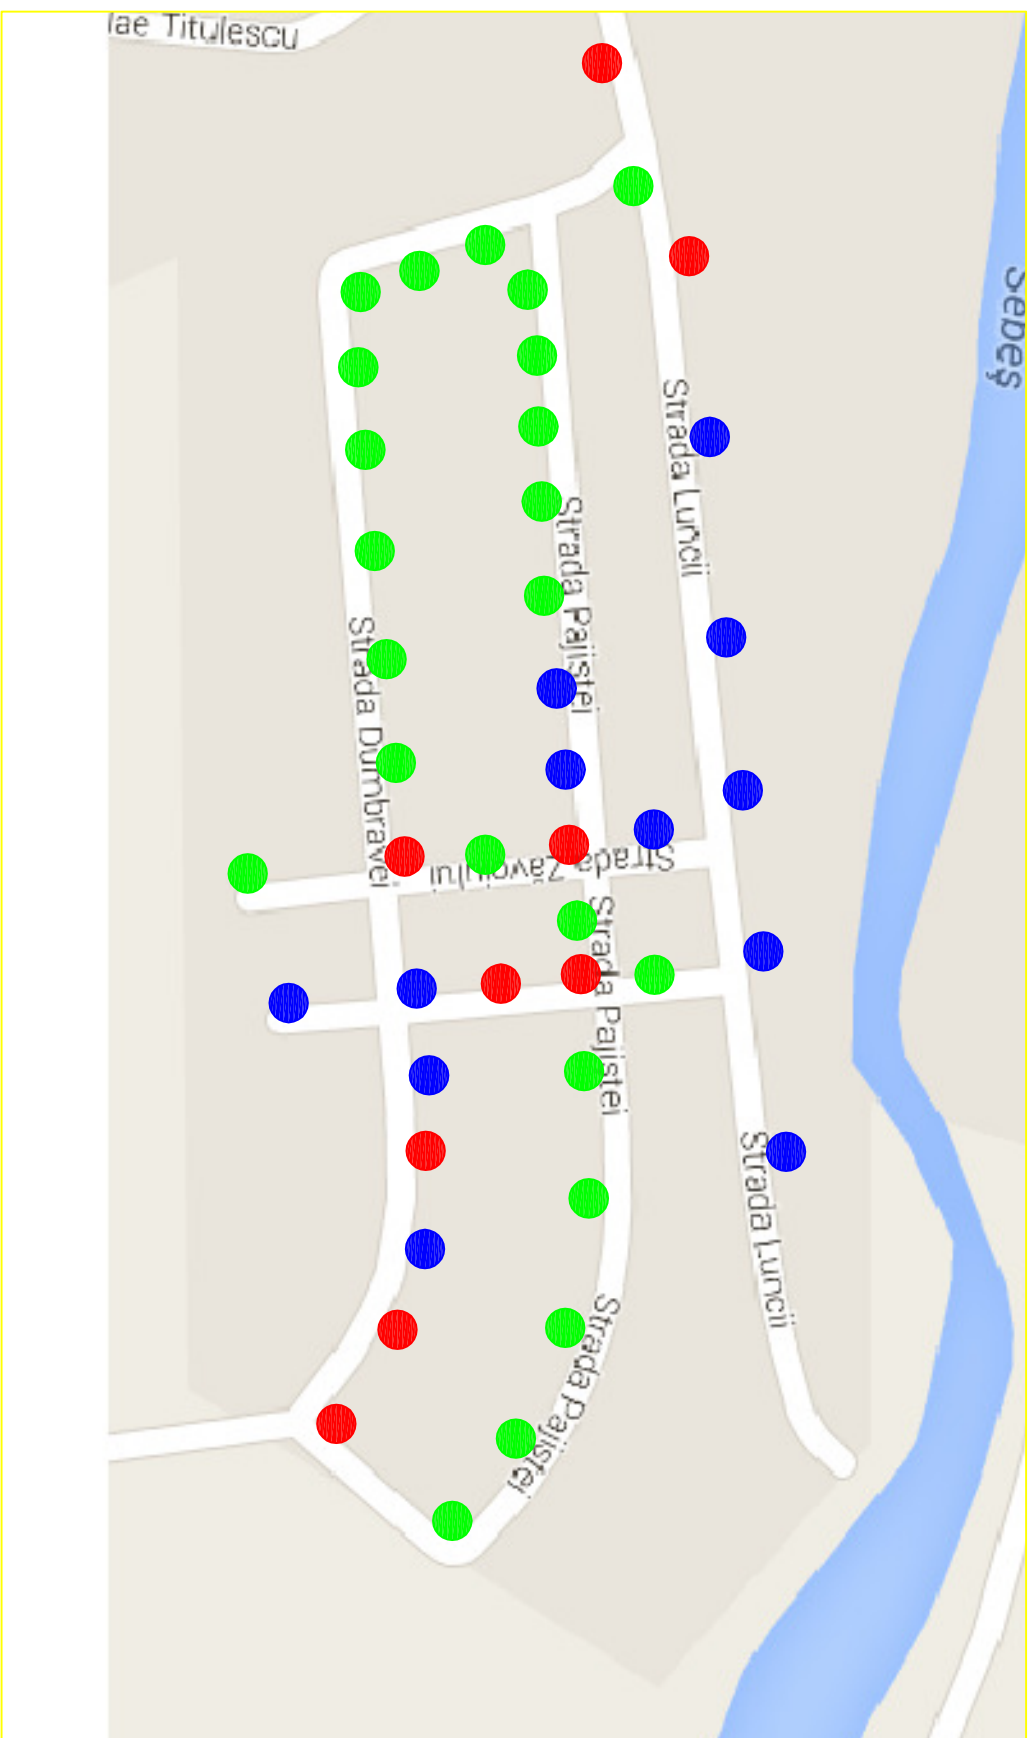 lae Titulescu
Sebeș
Strada Luncii
Strada Pajiștei
Strada Dumbravei
Strada Zăvoiului
Strada Pajiștei
Strada Luncii
Strada Pajiștei